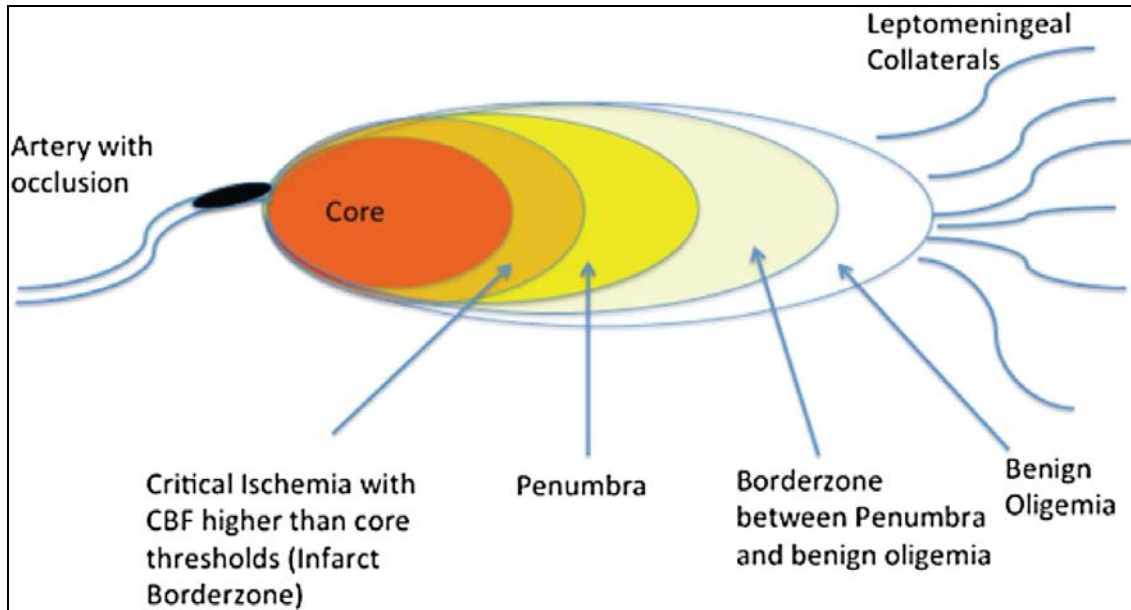 Leptomeningeal
Collaterals
Artery with
occlusion
Core
Critical Ischemia with
CBF higher than core
thresholds (Infarct
Borderzone)
Penumbra
Borderzone
between Penumbra
and benign oligemia
Benign
Oligemia